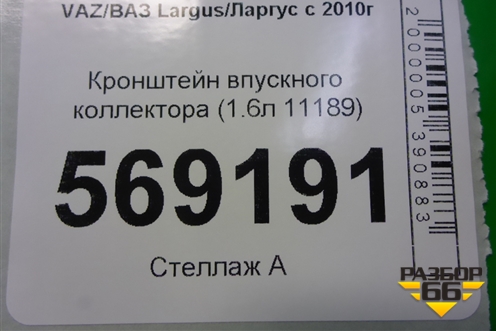 VAZ/ВАЗ Largus/Ларгус с 2010г
Кронштейн впускного
коллектора (1.6л 11189)
569191
Стеллаж А
2000005390883
РАЗБОР
66